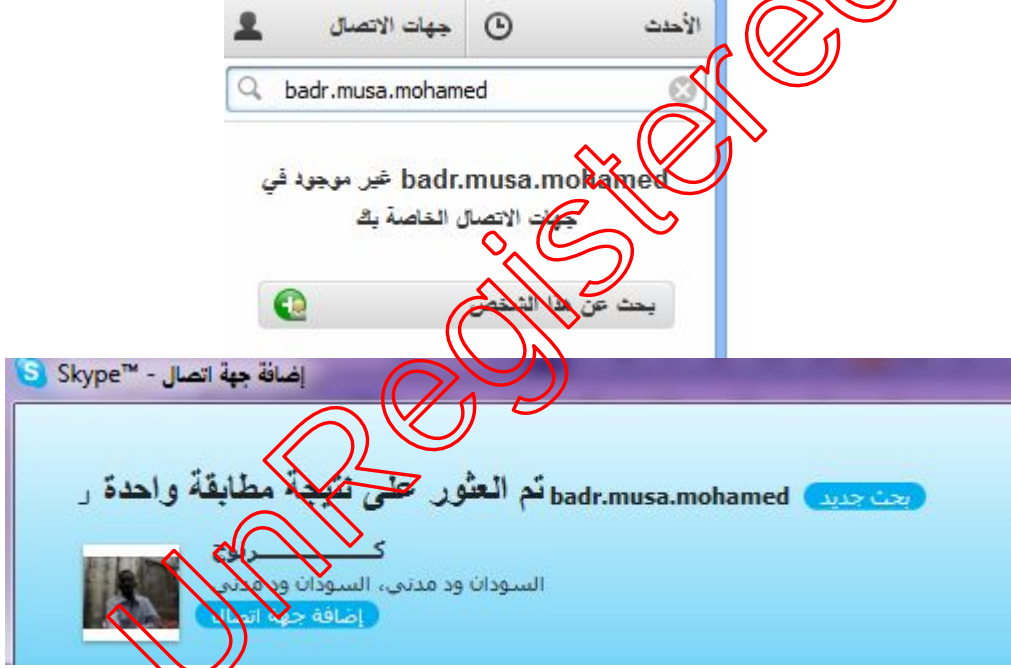 الأحدث
جهات الاتصال
badr.musa.mohamed
badr.musa.mohamed غير موجود في
جهات الاتصال الخاصة بك
بحث عن هذا الشخص
Skype™ - إضافة جهة اتصال
تم العثور على نتيجة مطابقة واحدة لـ badr.musa.mohamed بحث جديد
كــــــــربوج
السودان ود مدني، السودان ود مدني
إضافة جهة اتصال
UnRegistered